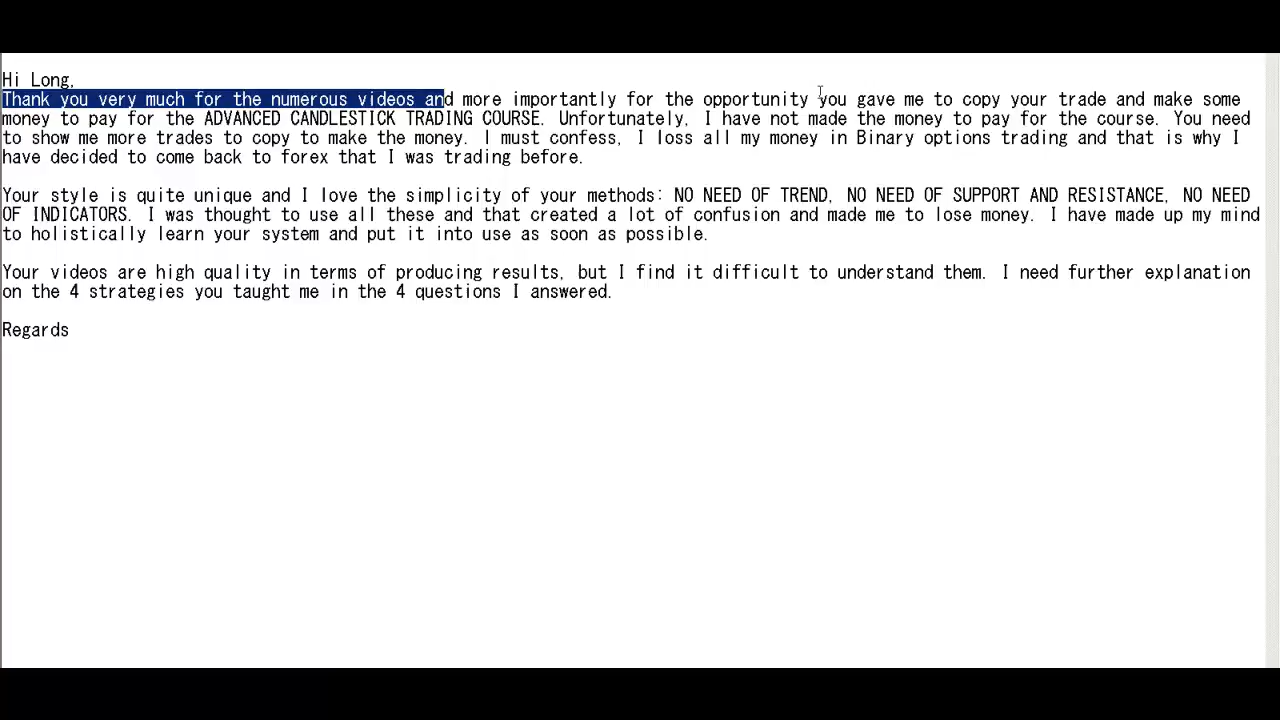 Hi Long,
Thank you very much for the numerous videos and more importantly for the opportunity you gave me to copy your trade and make some
money to pay for the ADVANCED CANDLESTICK TRADING COURSE. Unfortunately, I have not made the money to pay for the course. You need
to show me more trades to copy to make the money. I must confess, I loss all my money in Binary options trading and that is why I
have decided to come back to forex that I was trading before.
Your style is quite unique and I love the simplicity of your methods: NO NEED OF TREND, NO NEED OF SUPPORT AND RESISTANCE, NO NEED
OF INDICATORS. I was thought to use all these and that created a lot of confusion and made me to lose money. I have made up my mind
to holistically learn your system and put it into use as soon as possible.
Your videos are high quality in terms of producing results, but I find it difficult to understand them. I need further explanation
on the 4 strategies you taught me in the 4 questions I answered.
Regards